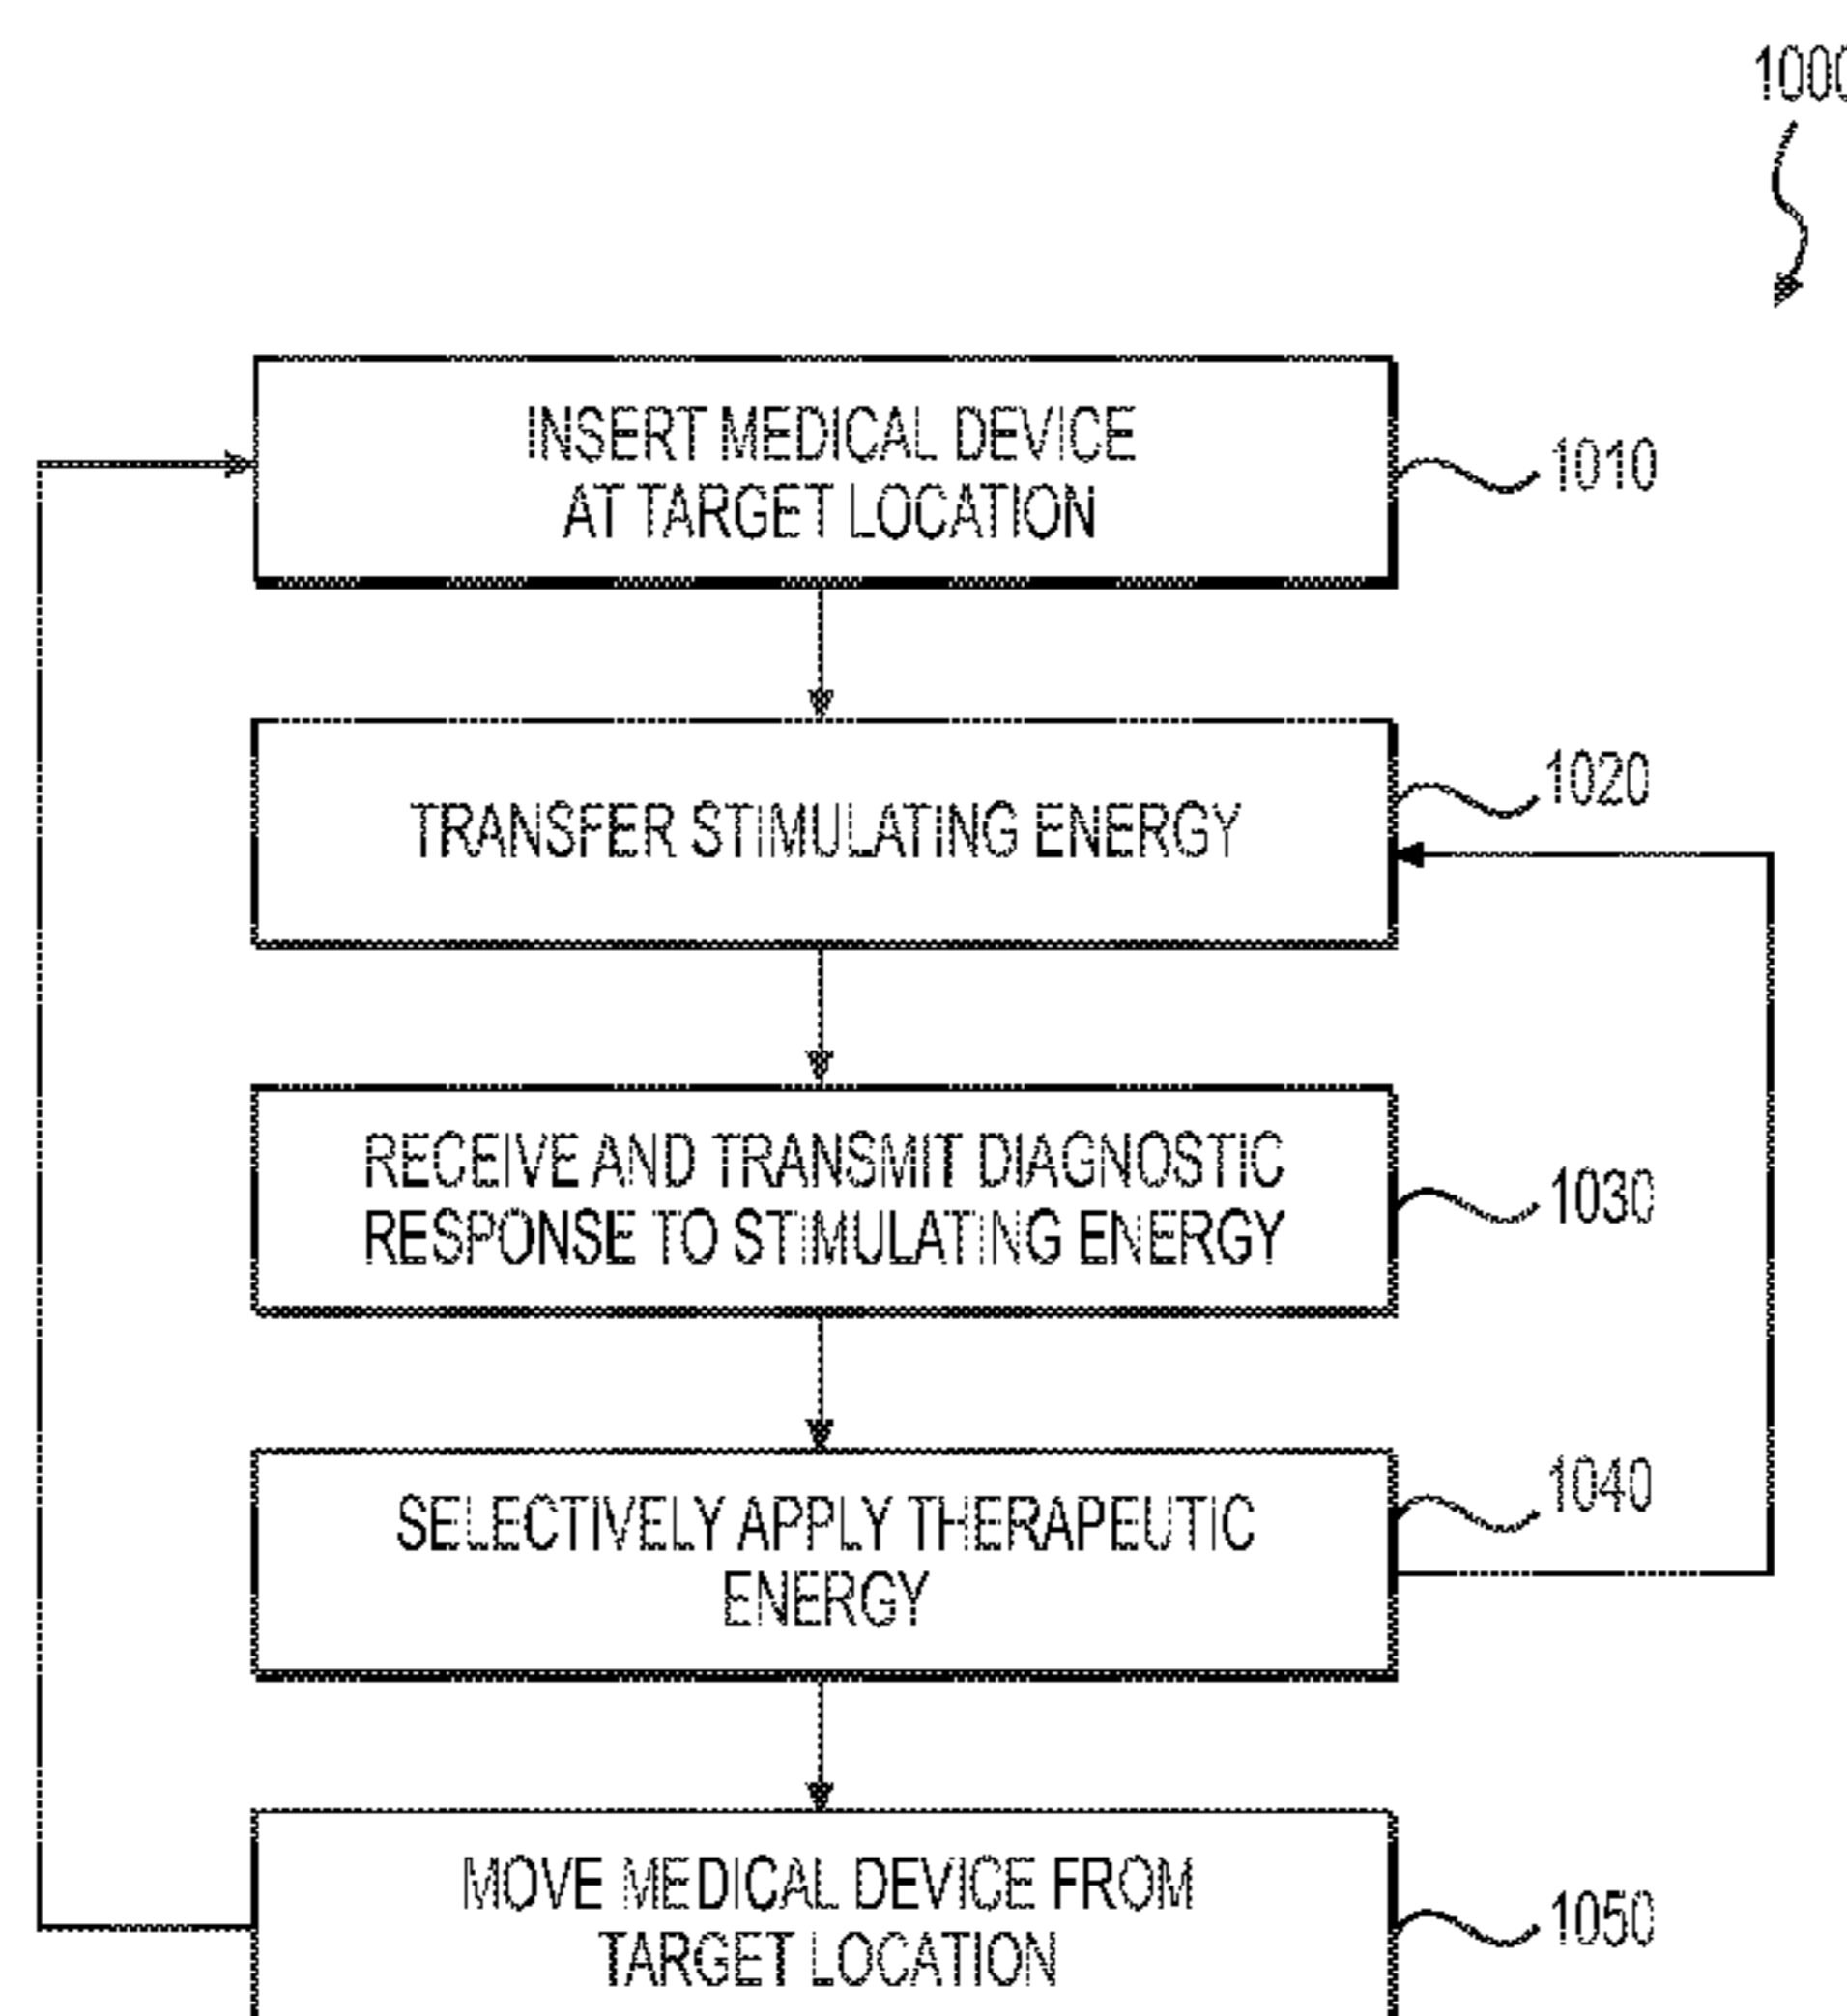 1000
INSERT MEDICAL DEVICE
AT TARGET LOCATION
1010
TRANSFER STIMULATING ENERGY
1020
RECEIVE AND TRANSMIT DIAGNOSTIC
RESPONSE TO STIMULATING ENERGY
1030
SELECTIVELY APPLY THERAPEUTIC
ENERGY
1040
MOVE MEDICAL DEVICE FROM
TARGET LOCATION
1050